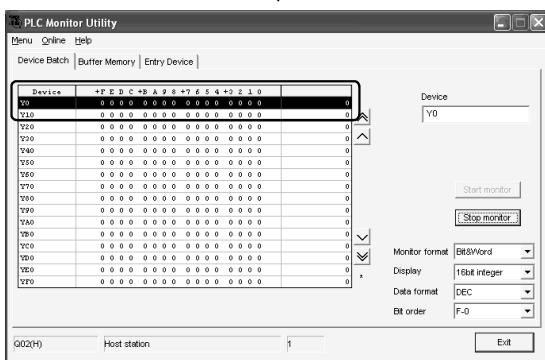 PLC Monitor Utility
Menu Online Help
Device Batch Buffer Memory Entry Device
Device +F E D C +B A 9 8 +7 6 5 4 +3 2 1 0
Y0 0 0 0 0 0 0 0 0 0 0 0 0 0 0 0 0 0
Y10 0 0 0 0 0 0 0 0 0 0 0 0 0 0 0 0 0
Y20 0 0 0 0 0 0 0 0 0 0 0 0 0 0 0 0 0
Y30 0 0 0 0 0 0 0 0 0 0 0 0 0 0 0 0 0
Y40 0 0 0 0 0 0 0 0 0 0 0 0 0 0 0 0 0
Y50 0 0 0 0 0 0 0 0 0 0 0 0 0 0 0 0 0
Y60 0 0 0 0 0 0 0 0 0 0 0 0 0 0 0 0 0
Y70 0 0 0 0 0 0 0 0 0 0 0 0 0 0 0 0 0
Y80 0 0 0 0 0 0 0 0 0 0 0 0 0 0 0 0 0
Y90 0 0 0 0 0 0 0 0 0 0 0 0 0 0 0 0 0
YA0 0 0 0 0 0 0 0 0 0 0 0 0 0 0 0 0 0
YB0 0 0 0 0 0 0 0 0 0 0 0 0 0 0 0 0 0
YC0 0 0 0 0 0 0 0 0 0 0 0 0 0 0 0 0 0
YD0 0 0 0 0 0 0 0 0 0 0 0 0 0 0 0 0 0
YE0 0 0 0 0 0 0 0 0 0 0 0 0 0 0 0 0 0
YF0 0 0 0 0 0 0 0 0 0 0 0 0 0 0 0 0 0
Device
Y0
Start monitor
Stop monitor
Monitor format Bit&Word
Display 16bit integer
*
Data format DEC
Bit order F-0
Q02(H) Host station 1 Exit